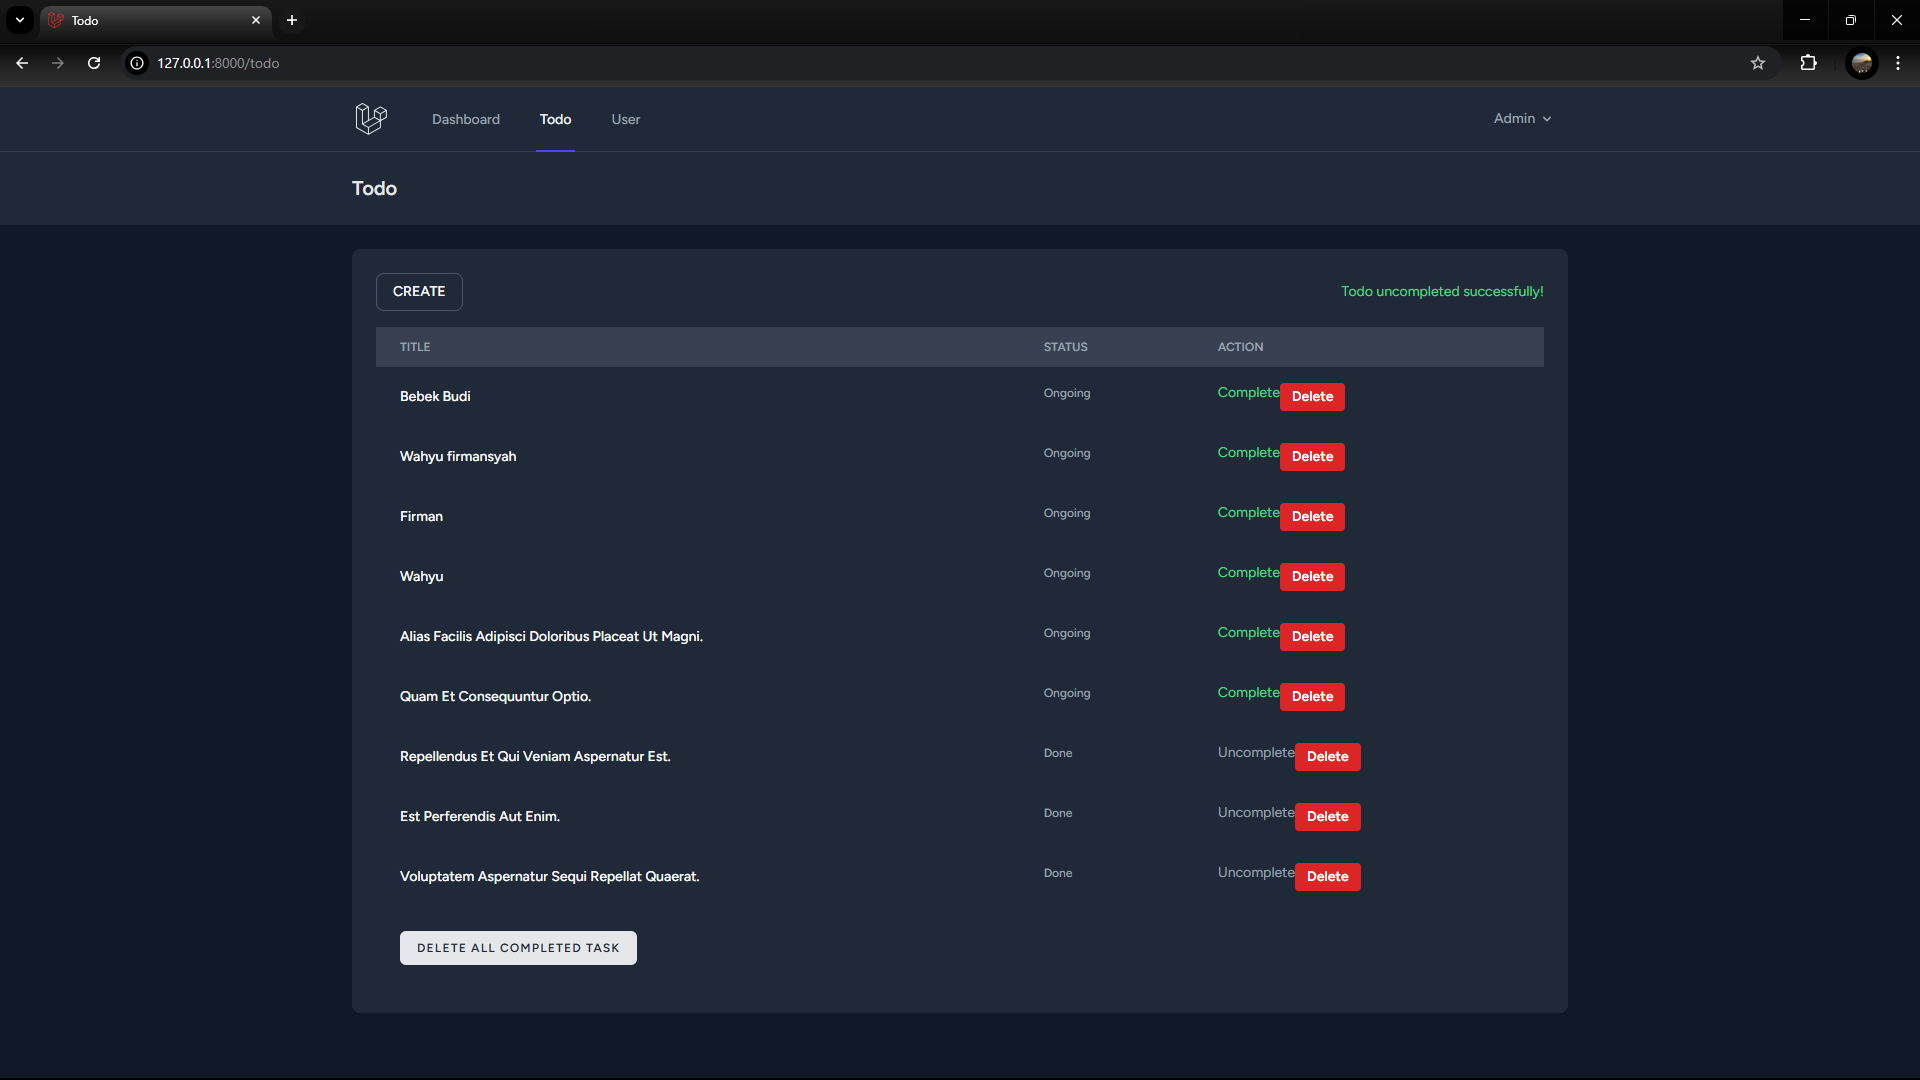 Todo
127.0.0.1:8000/todo
Dashboard Todo User Admin
Todo
CREATE Todo uncompleted successfully!
TITLE STATUS ACTION
Bebek Budi Ongoing Complete Delete
Wahyu firmansyah Ongoing Complete Delete
Firman Ongoing Complete Delete
Wahyu Ongoing Complete Delete
Alias Facilis Adipisci Doloribus Placeat Ut Magni. Ongoing Complete Delete
Quam Et Consequuntur Optio. Ongoing Complete Delete
Repellendus Et Qui Veniam Aspernatur Est. Done Uncomplete Delete
Est Perferendis Aut Enim. Done Uncomplete Delete
Voluptatem Aspernatur Sequi Repellat Quaerat. Done Uncomplete Delete
DELETE ALL COMPLETED TASK